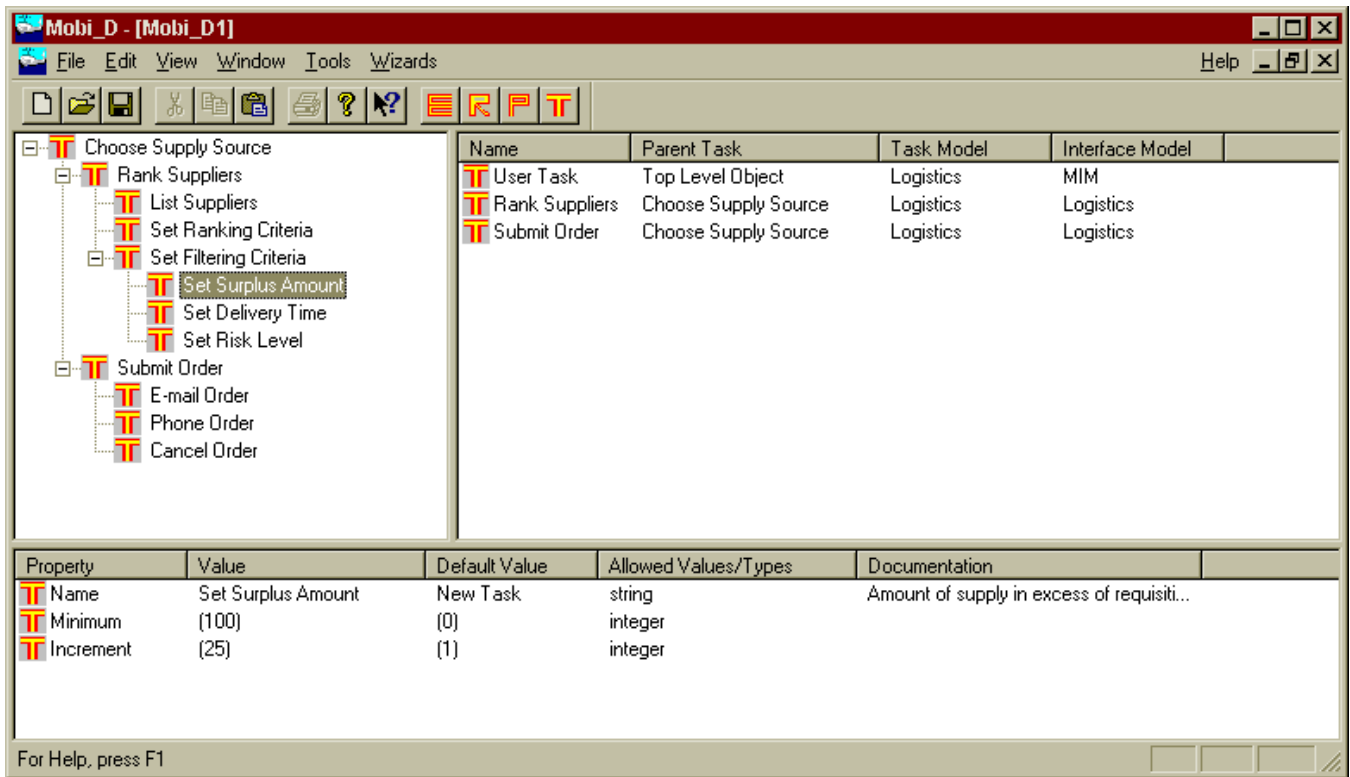 Mobi_D - [Mobi_D1]
File Edit View Window Tools Wizards Help
Choose Supply Source
Rank Suppliers
List Suppliers
Set Ranking Criteria
Set Filtering Criteria
Set Surplus Amount
Set Delivery Time
Set Risk Level
Submit Order
E-mail Order
Phone Order
Cancel Order
Name Parent Task Task Model Interface Model
User Task Top Level Object Logistics MIM
Rank Suppliers Choose Supply Source Logistics Logistics
Submit Order Choose Supply Source Logistics Logistics
Property Value Default Value Allowed Values/Types Documentation
Name Set Surplus Amount New Task string Amount of supply in excess of requisiti...
Minimum (100) (0) integer
Increment (25) (1) integer
For Help, press F1